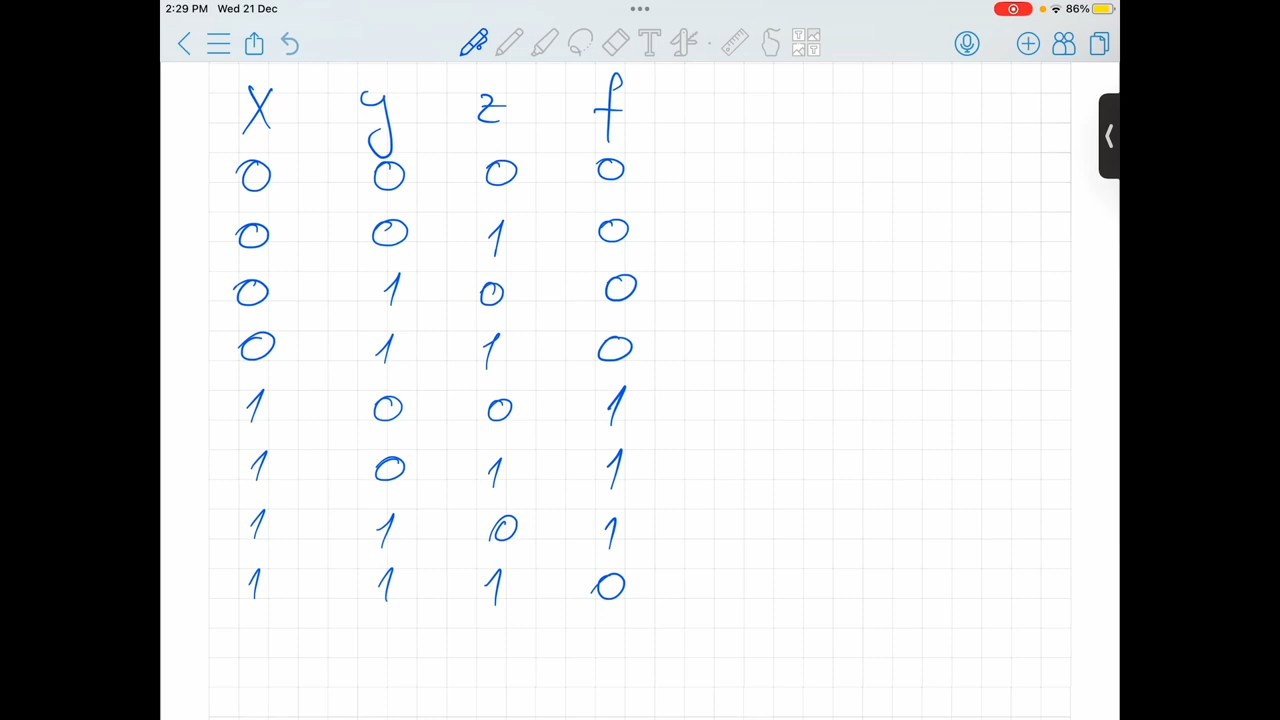 2:29 PM Wed 21 Dec 86%
X y z f
0 0 0 0
0 0 1 0
0 1 0 0
0 1 1 0
1 0 0 1
1 0 1 1
1 1 0 1
1 1 1 0